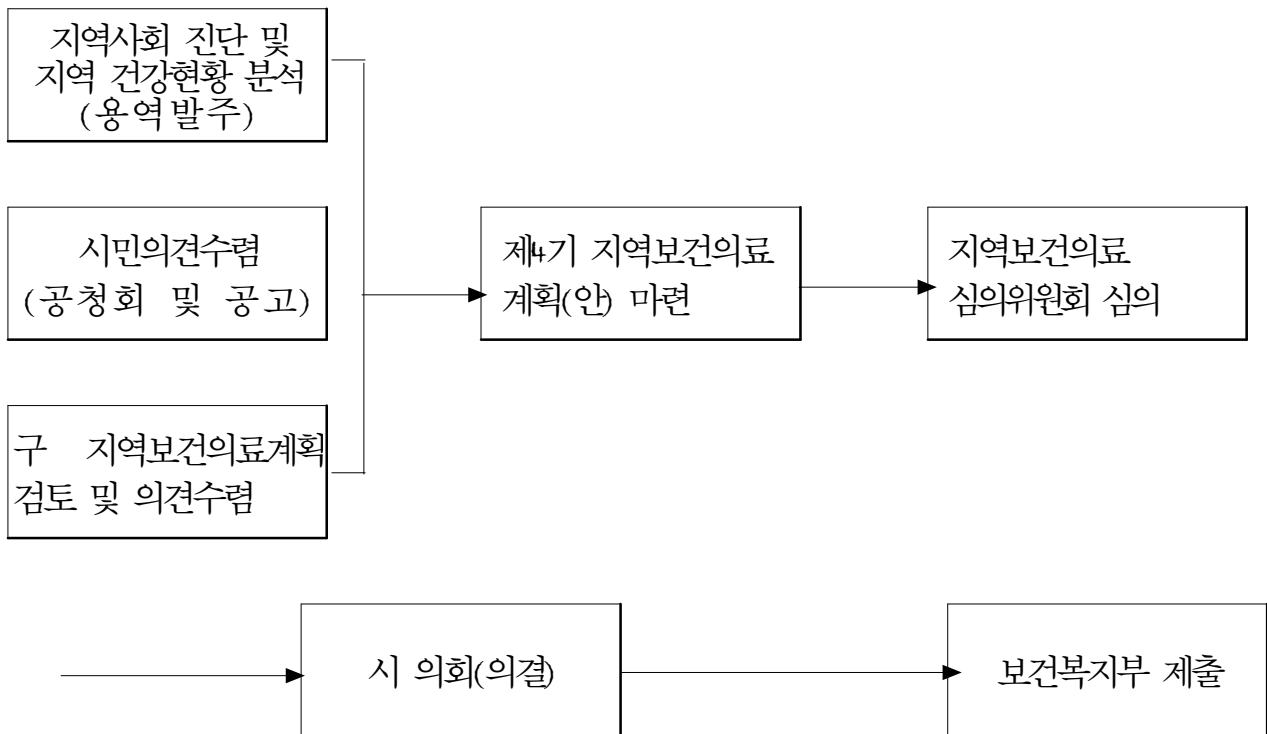 지역사회 진단 및
지역 건강현황 분석
(용역발주)
시민의견수렴
(공청회 및 공고)
구 지역보건의료계획
검토 및 의견수렴
제4기 지역보건의료
계획(안) 마련
지역보건의료
심의위원회 심의
시 의회(의결)
보건복지부 제출